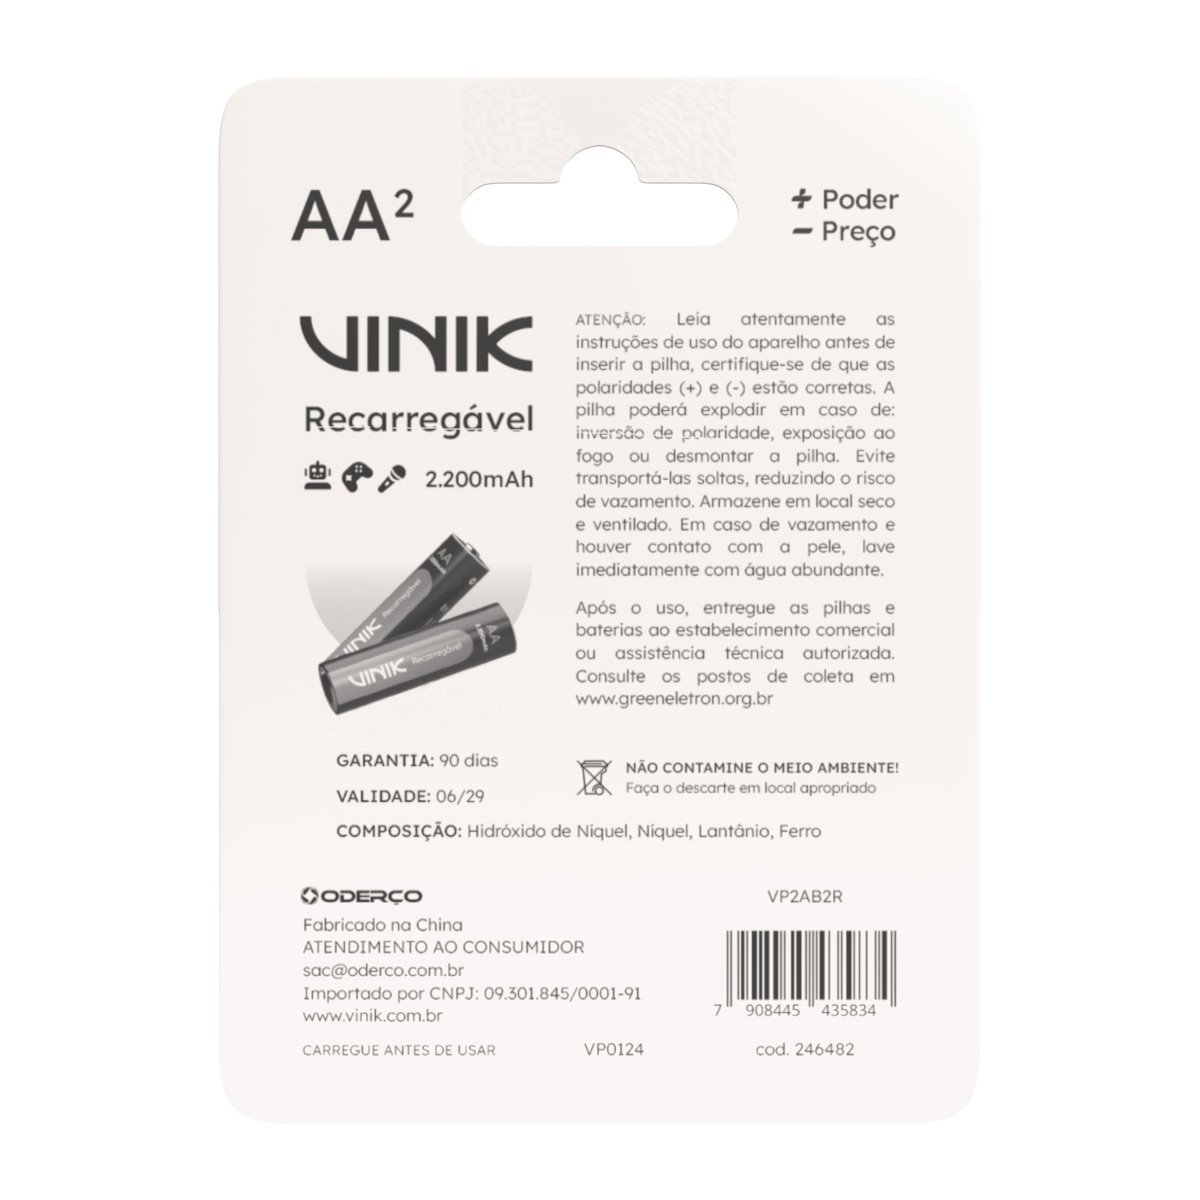 AA²
+ Poder
- Preço
VINIK
Recarregável
2.200mAh
AA
Recarregável
VINIK
AA
2.200mAh
VINIK Recarregável
ATENÇÃO: Leia atentamente as
instruções de uso do aparelho antes de
inserir a pilha, certifique-se de que as
polaridades (+) e (-) estão corretas. A
pilha poderá explodir em caso de:
inversão de polaridade, exposição ao
fogo ou desmontar a pilha. Evite
transportá-las soltas, reduzindo o risco
de vazamento. Armazene em local seco
e ventilado. Em caso de vazamento e
houver contato com a pele, lave
imediatamente com água abundante.
Após o uso, entregue as pilhas e
baterias ao estabelecimento comercial
ou assistência técnica autorizada.
Consulte os postos de coleta em
www.greeneletron.org.br
GARANTIA: 90 dias
VALIDADE: 06/29
NÃO CONTAMINE O MEIO AMBIENTE!
Faça o descarte em local apropriado
COMPOSIÇÃO: Hidróxido de Níquel, Níquel, Lantânio, Ferro
ODERÇO
Fabricado na China
ATENDIMENTO AO CONSUMIDOR
sac@oderco.com.br
Importado por CNPJ: 09.301.845/0001-91
www.vinik.com.br
CARREGUE ANTES DE USAR
VP0124
VP2AB2R
7 908445 435834
cod. 246482